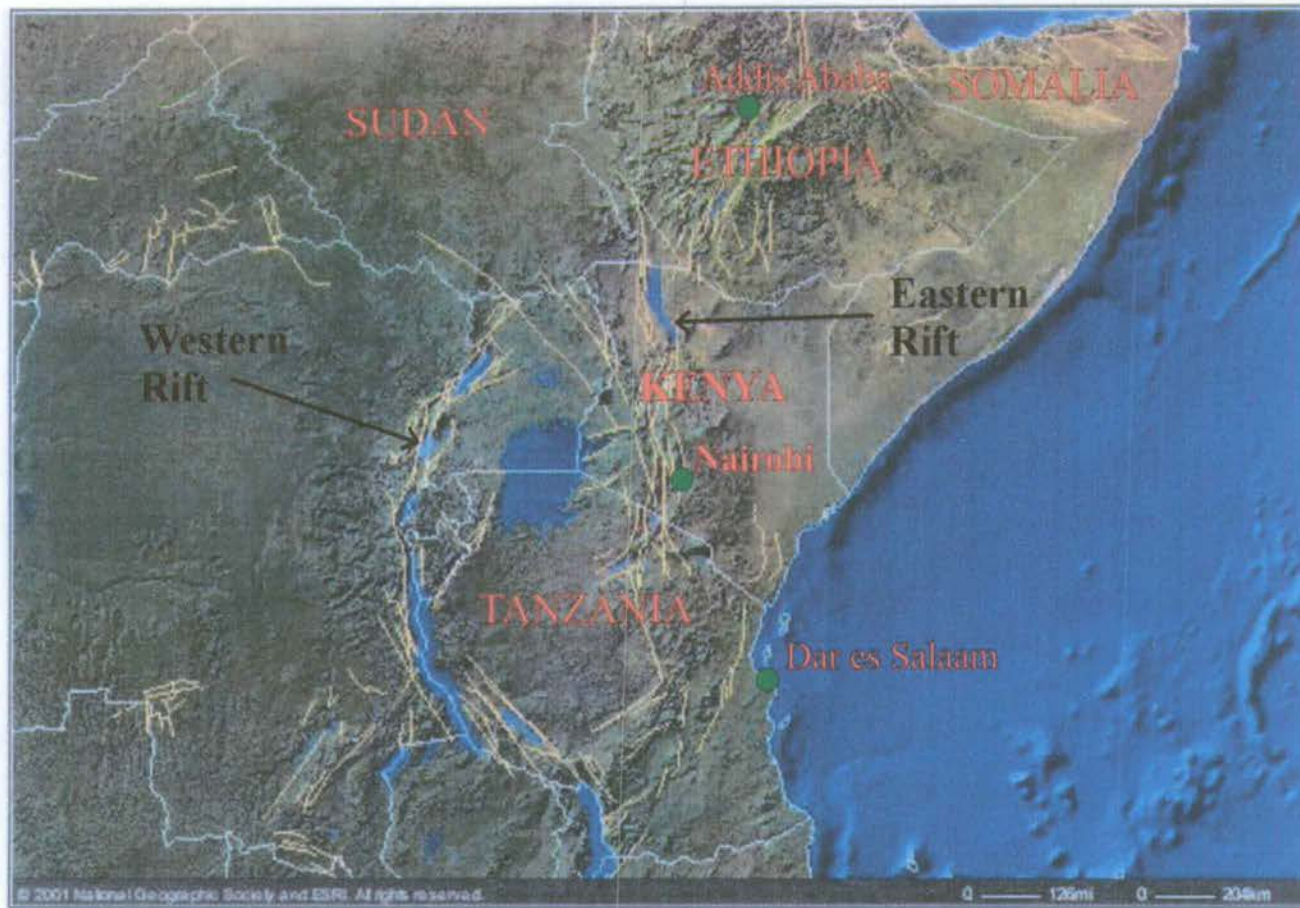 Addis Ababa
SOMALIA
SUDAN
ETHIOPIA
Eastern
Rift
Western
Rift
KENYA
Nairobi
TANZANIA
Dar es Salaam
© 2001 National Geographic Society and ESRI. All rights reserved.
0 126mi 0 204km